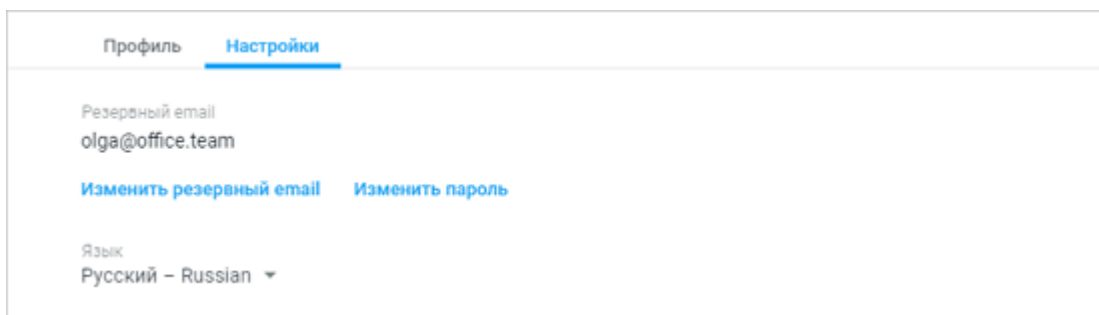 Профиль Настройки
Резервный email
olga@office.team
Изменить резервный email Изменить пароль
Язык
Русский – Russian